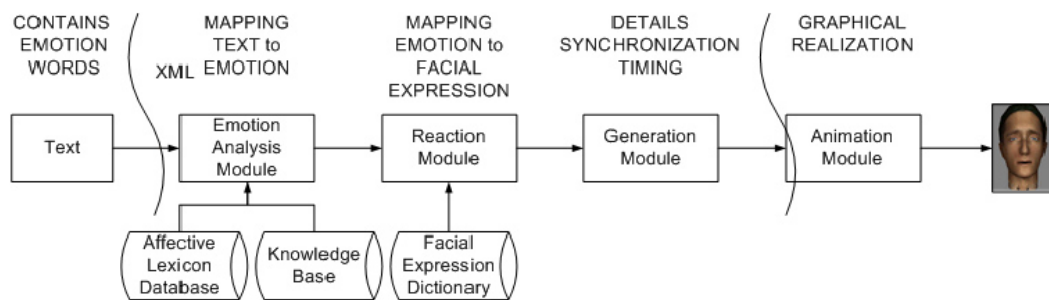 CONTAINS
EMOTION
WORDS
XML
MAPPING
TEXT to
EMOTION
MAPPING
EMOTION to
FACIAL
EXPRESSION
DETAILS
SYNCHRONIZATION
TIMING
GRAPHICAL
REALIZATION
Text
Emotion
Analysis
Module
Reaction
Module
Generation
Module
Animation
Module
Affective
Lexicon
Database
Knowledge
Base
Facial
Expression
Dictionary